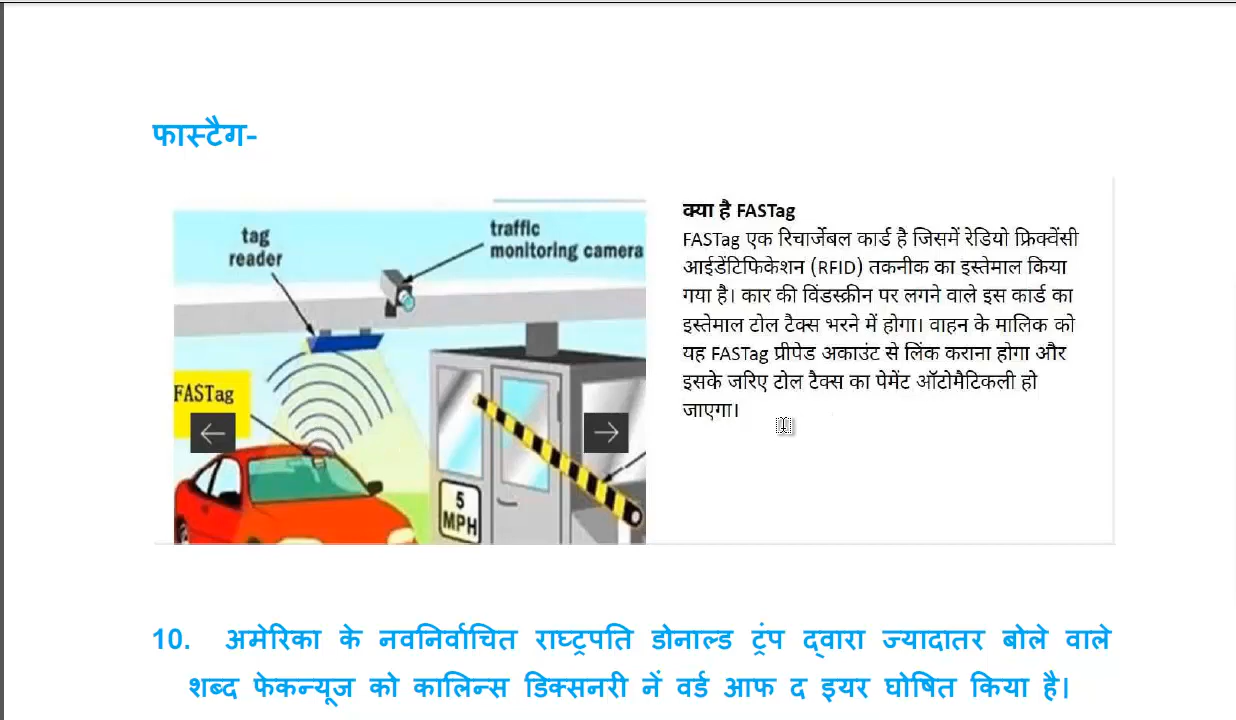 फास्टैग-
tag
reader
traffic
monitoring camera
FASTag
5
MPH
क्या है FASTag
FASTag एक रिचार्जेबल कार्ड है जिसमें रेडियो फ्रिक्वेंसी
आईडेंटिफिकेशन (RFID) तकनीक का इस्तेमाल किया
गया है। कार की विंडस्क्रीन पर लगने वाले इस कार्ड का
इस्तेमाल टोल टैक्स भरने में होगा। वाहन के मालिक को
यह FASTag प्रीपेड अकाउंट से लिंक कराना होगा और
इसके जरिए टोल टैक्स का पेमेंट ऑटोमैटिकली हो
जाएगा।
10. अमेरिका के नवनिर्वाचित राघ्ट्रपति डोनाल्ड ट्रंप द्वारा ज्यादातर बोले वाले
शब्द फेकन्यूज को कालिन्स डिक्सनरी नें वर्ड आफ द इयर घोषित किया है।